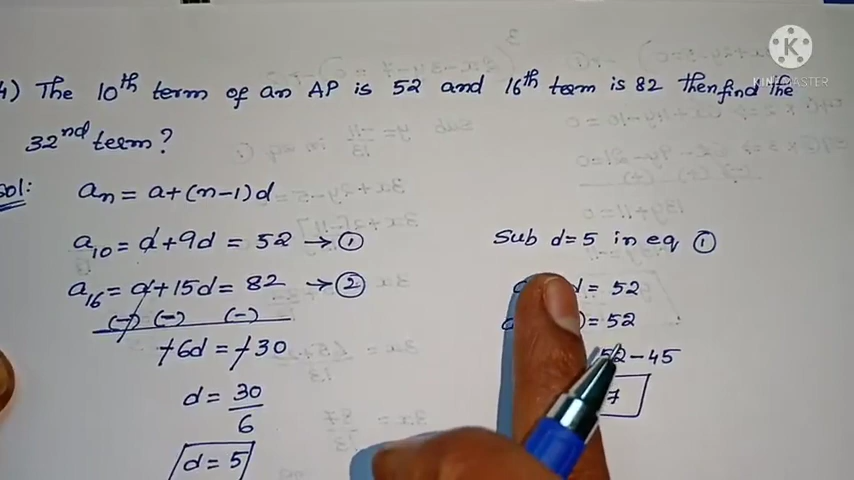 4) The 10th term of an AP is 52 and 16th term is 82 Then find the
32nd term?
Sol:
an = a+(n-1)d
a10 = a+9d = 52 → ①
a16 = a+15d = 82 → ②
(-) (-) (-)
+6d = +30
d = 30/6
d = 5
Sub d=5 in eq ①
d = 52
) = 52
52-45
7
KINEMASTER